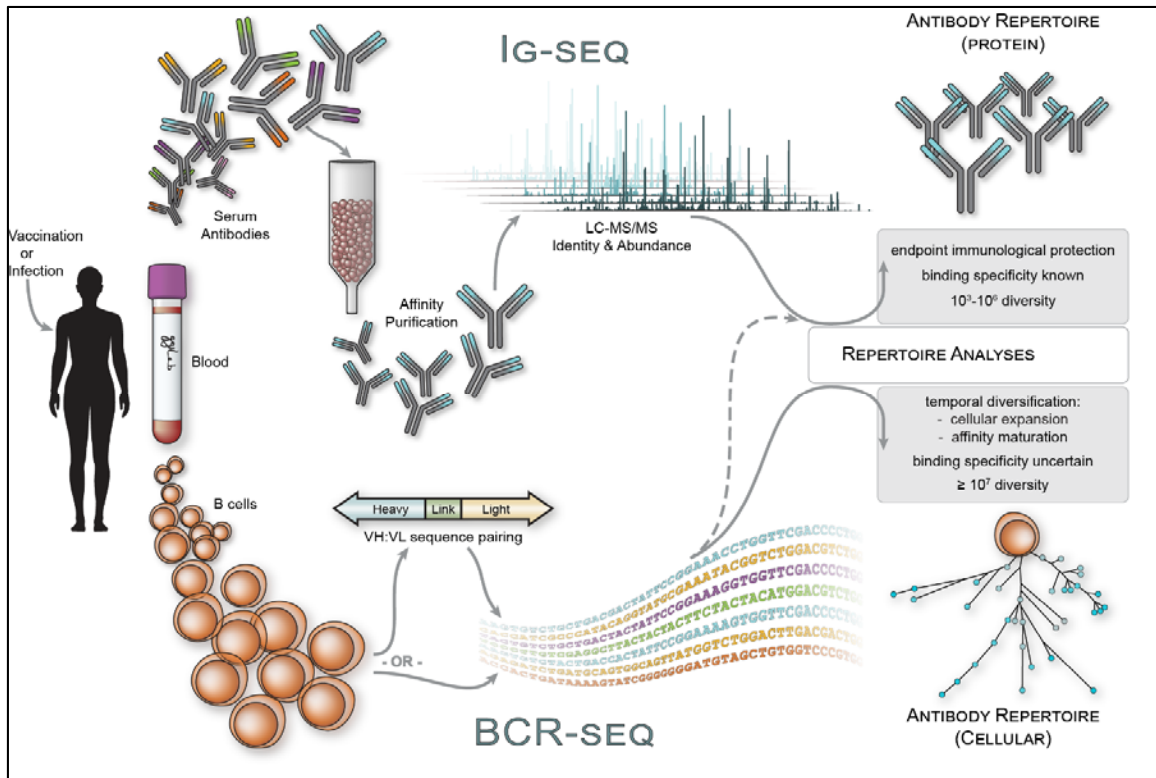 IG-SEQ
ANTIBODY REPERTOIRE
(PROTEIN)
Serum
Antibodies
LC-MS/MS
Identity & Abundance
Vaccination
or
Infection
Blood
Affinity
Purification
endpoint immunological protection
binding specificity known
10³-10⁶ diversity
REPERTOIRE ANALYSES
temporal diversification:
- cellular expansion
- affinity maturation
binding specificity uncertain
≥ 10⁷ diversity
B cells
Heavy Link Light
VH:VL sequence pairing
- OR -
BCR-SEQ
ANTIBODY REPERTOIRE
(CELLULAR)